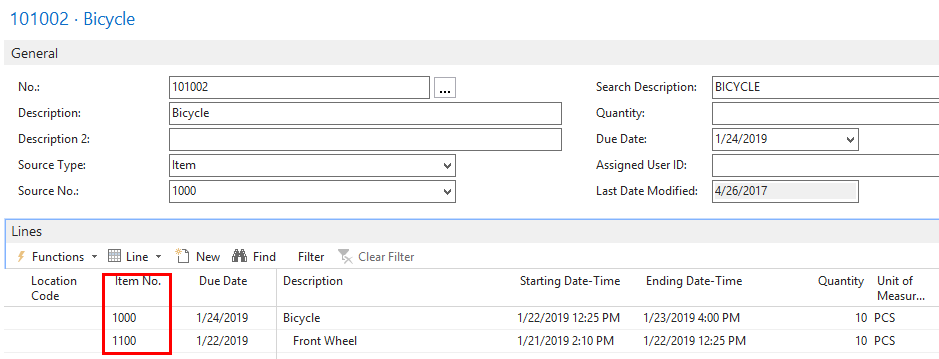 101002 · Bicycle
General
No.: 101002 ... Search Description: BICYCLE
Description: Bicycle Quantity:
Description 2: Due Date: 1/24/2019
Source Type: Item Assigned User ID:
Source No.: 1000 Last Date Modified: 4/26/2017
Lines
Functions Line New Find Filter Clear Filter
Location Item No. Due Date Description Starting Date-Time Ending Date-Time Quantity Unit of
Code Measur...
1000 1/24/2019 Bicycle 1/22/2019 12:25 PM 1/23/2019 4:00 PM 10 PCS
1100 1/22/2019 Front Wheel 1/21/2019 2:10 PM 1/22/2019 12:25 PM 10 PCS